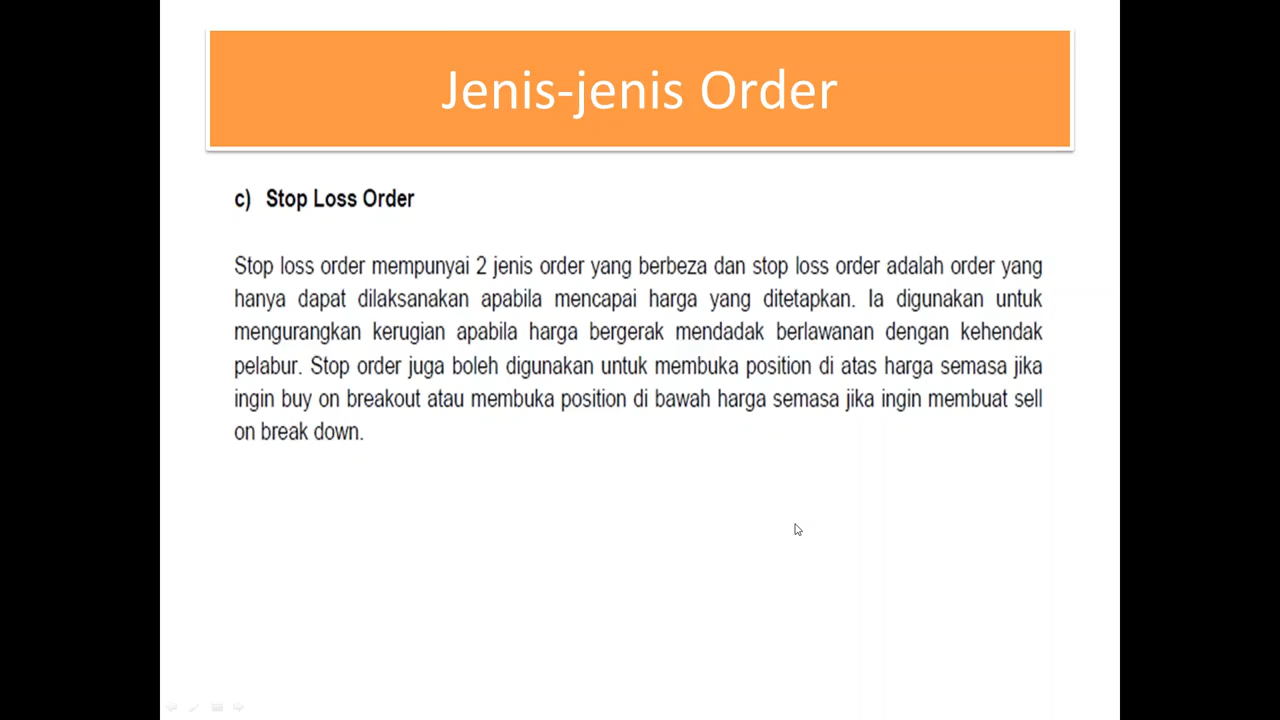 Jenis-jenis Order
c) Stop Loss Order
Stop loss order mempunyai 2 jenis order yang berbeza dan stop loss order adalah order yang
hanya dapat dilaksanakan apabila mencapai harga yang ditetapkan. Ia digunakan untuk
mengurangkan kerugian apabila harga bergerak mendadak berlawanan dengan kehendak
pelabur. Stop order juga boleh digunakan untuk membuka position di atas harga semasa jika
ingin buy on breakout atau membuka position di bawah harga semasa jika ingin membuat sell
on break down.